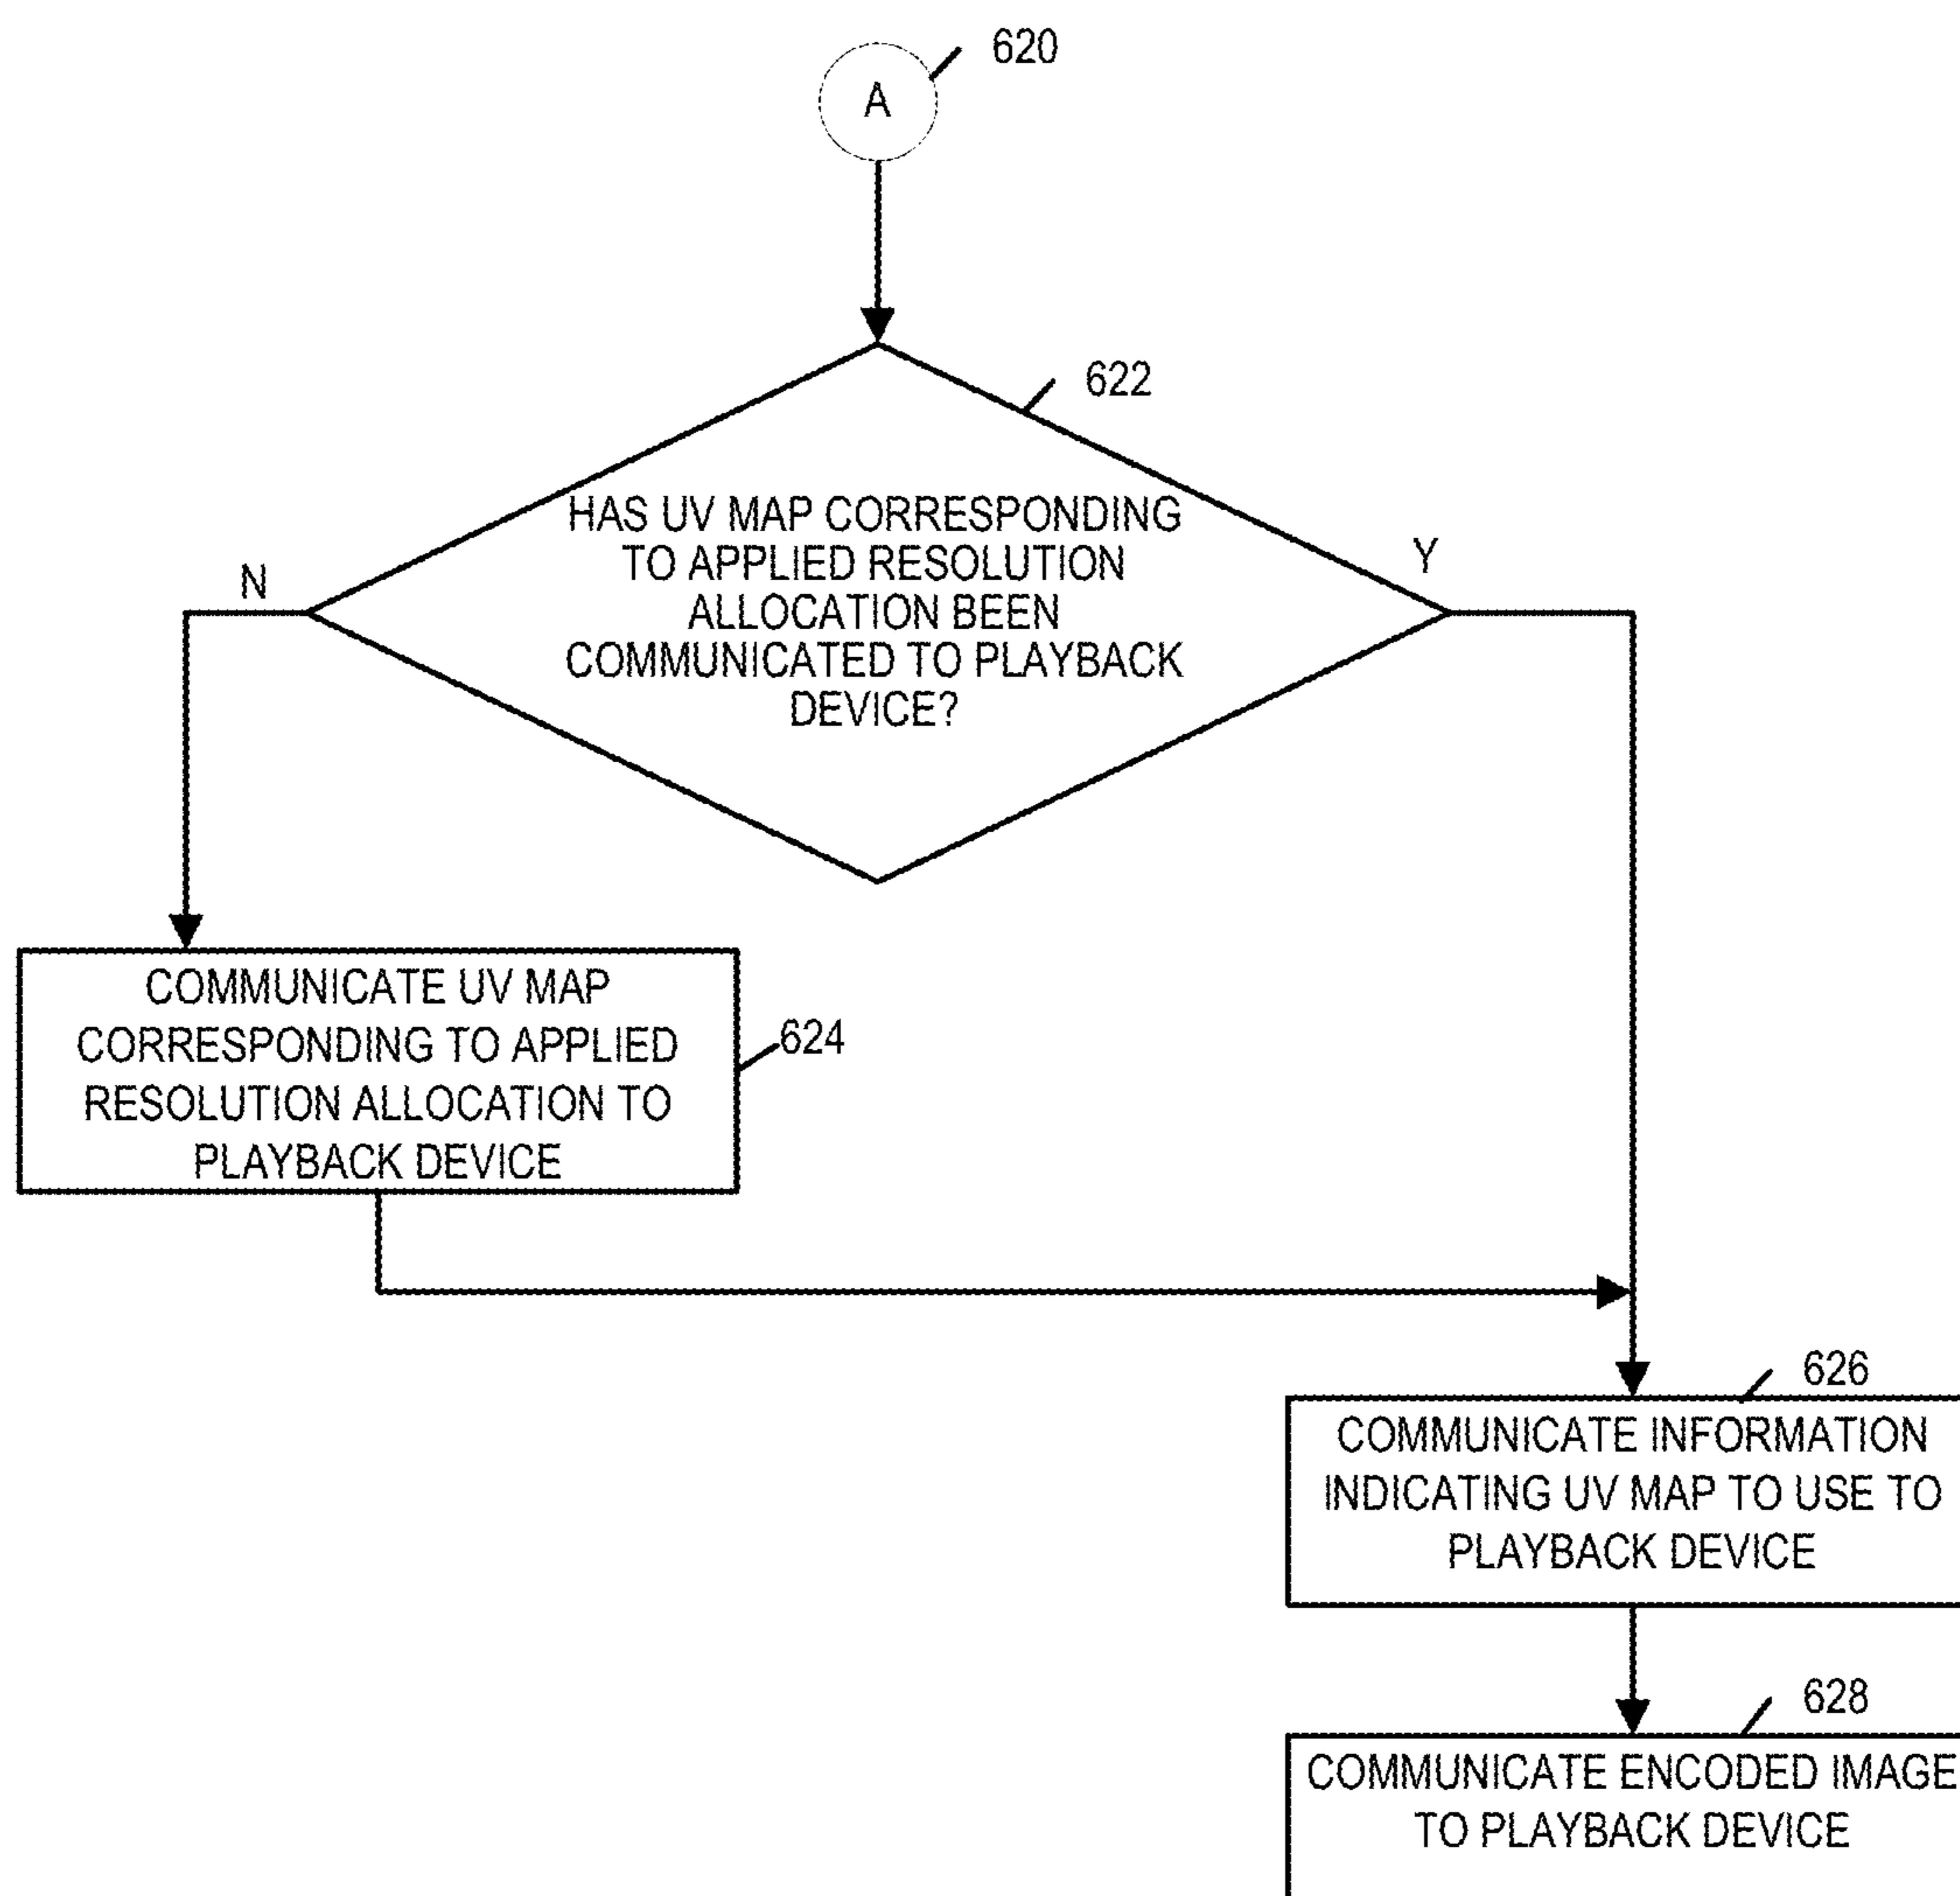 620
A
622
HAS UV MAP CORRESPONDING
TO APPLIED RESOLUTION
ALLOCATION BEEN
COMMUNICATED TO PLAYBACK
DEVICE?
N
Y
COMMUNICATE UV MAP
CORRESPONDING TO APPLIED
RESOLUTION ALLOCATION TO
PLAYBACK DEVICE
624
626
COMMUNICATE INFORMATION
INDICATING UV MAP TO USE TO
PLAYBACK DEVICE
628
COMMUNICATE ENCODED IMAGE
TO PLAYBACK DEVICE